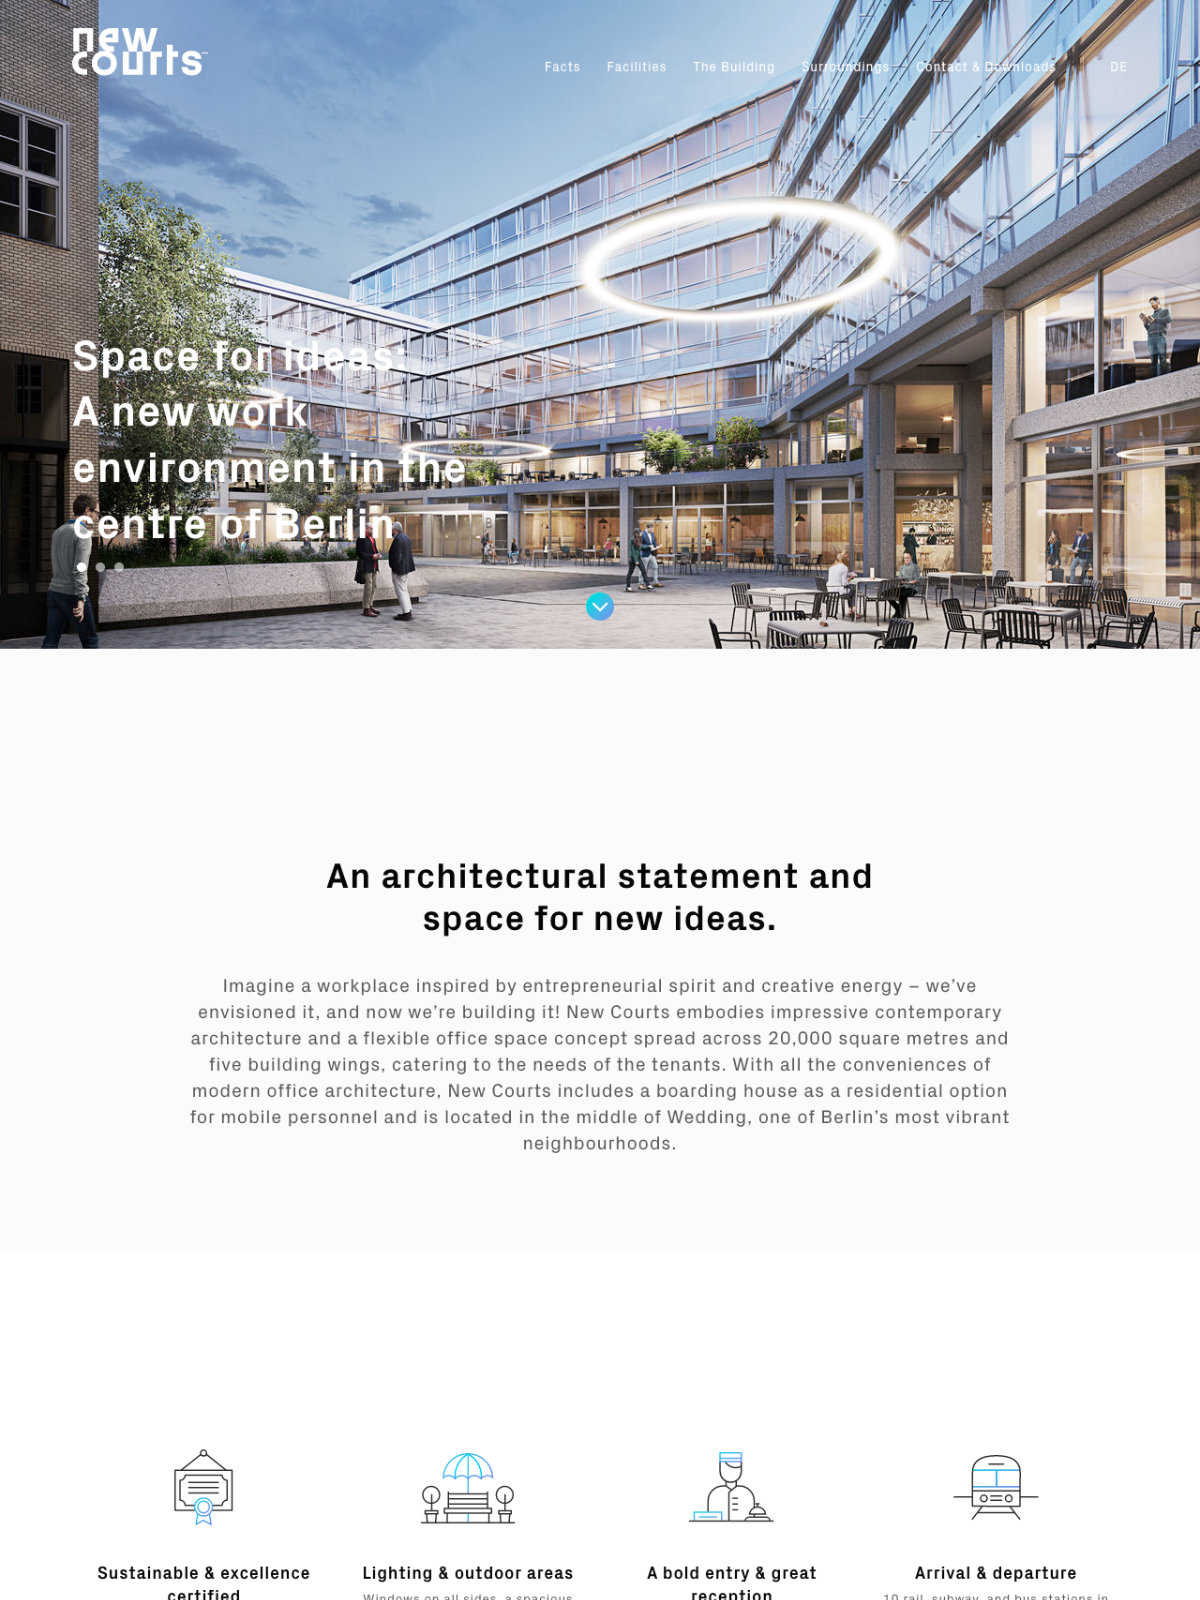 new
courts™
Facts Facilities The Building Surroundings Contact & Downloads DE
Space for ideas:
A new work
environment in the
centre of Berlin
B
An architectural statement and
space for new ideas.
Imagine a workplace inspired by entrepreneurial spirit and creative energy – we’ve
envisioned it, and now we’re building it! New Courts embodies impressive contemporary
architecture and a flexible office space concept spread across 20,000 square metres and
five building wings, catering to the needs of the tenants. With all the conveniences of
modern office architecture, New Courts includes a boarding house as a residential option
for mobile personnel and is located in the middle of Wedding, one of Berlin’s most vibrant
neighbourhoods.
Sustainable & excellence
certified
Lighting & outdoor areas
Windows on all sides, a spacious
A bold entry & great
reception
Arrival & departure
10 rail, subway, and bus stations in